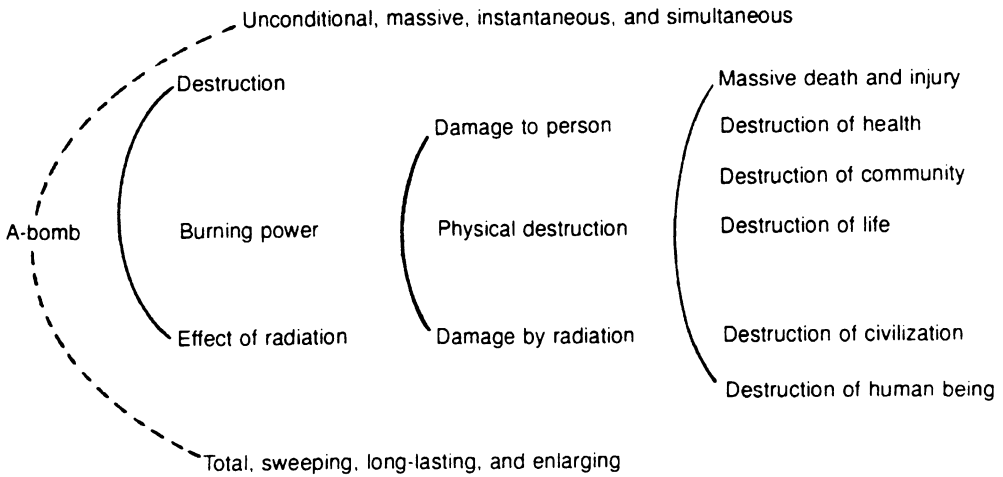 Unconditional, massive, instantaneous, and simultaneous
Destruction
Massive death and injury
Damage to person
Destruction of health
Destruction of community
A-bomb
Burning power
Physical destruction
Destruction of life
Effect of radiation
Damage by radiation
Destruction of civilization
Destruction of human being
Total, sweeping, long-lasting, and enlarging